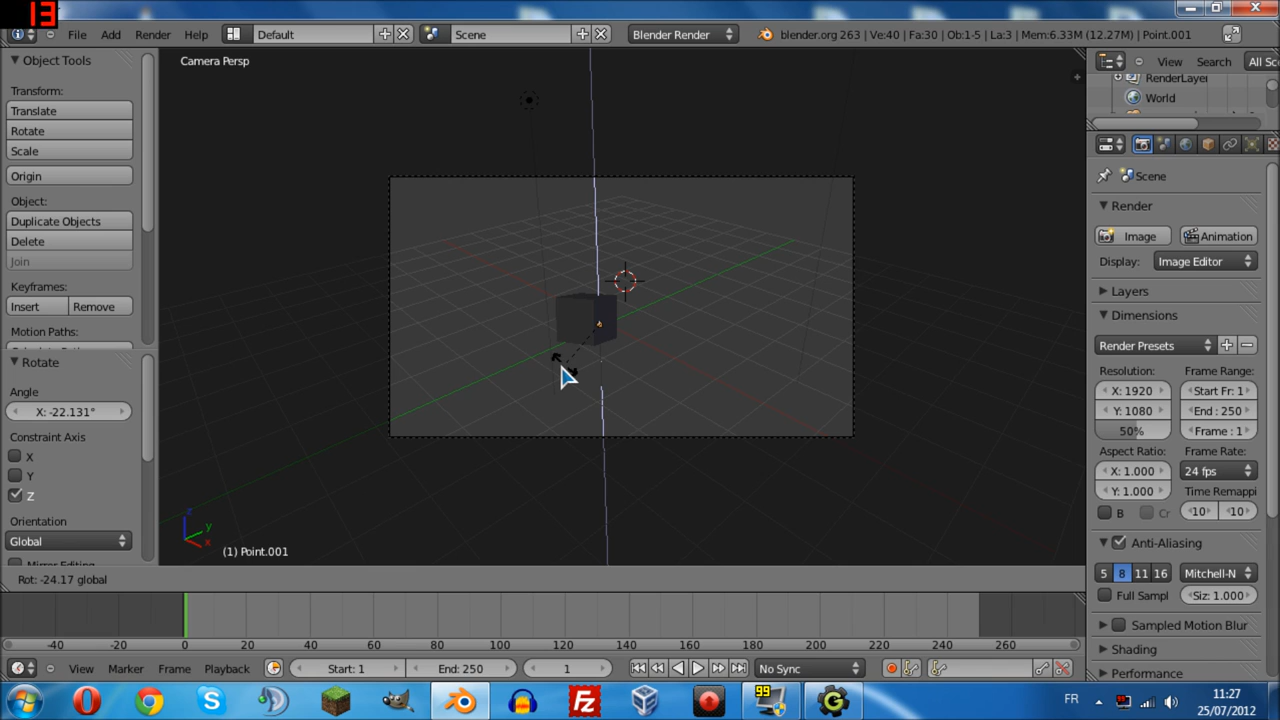 13
File Add Render Help Default Scene Blender Render blender.org 263 | Ve:40 | Fa:30 | Ob:1-5 | La:3 | Mem:6.33M (12.27M) | Point.001
Object Tools
Transform:
Translate
Rotate
Scale
Origin
Object:
Duplicate Objects
Delete
Join
Keyframes:
Insert Remove
Motion Paths:
Rotate
Angle
X: -22.131°
Constraint Axis
X
Y
Z
Orientation
Global
Camera Persp
z
y
x
(1) Point.001
Rot: -24.17 global
View Search All Sc
RenderLayer
World
Scene
Render
Image Animation
Display: Image Editor
Layers
Dimensions
Render Presets
Resolution: Frame Range:
X: 1920 Start Fr: 1
Y: 1080 End : 250
50% Frame : 1
Aspect Ratio: Frame Rate:
X: 1.000 24 fps
Y: 1.000 Time Remappi
B Cr 10 10
Anti-Aliasing
5 8 11 16 Mitchell-N
Full Sampl Siz: 1.000
Sampled Motion Blur
Shading
Performance
-40 -20 0 20 40 60 80 100 120 140 160 180 200 220 240 260
View Marker Frame Playback Start: 1 End: 250 1 No Sync
99
FR 11:27
25/07/2012